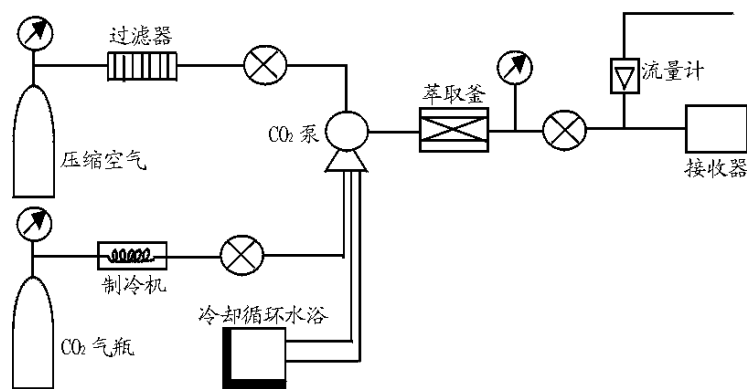 过滤器
压缩空气
CO₂ 泵
萃取釜
流量计
接收器
制冷机
CO₂ 气瓶
冷却循环水浴